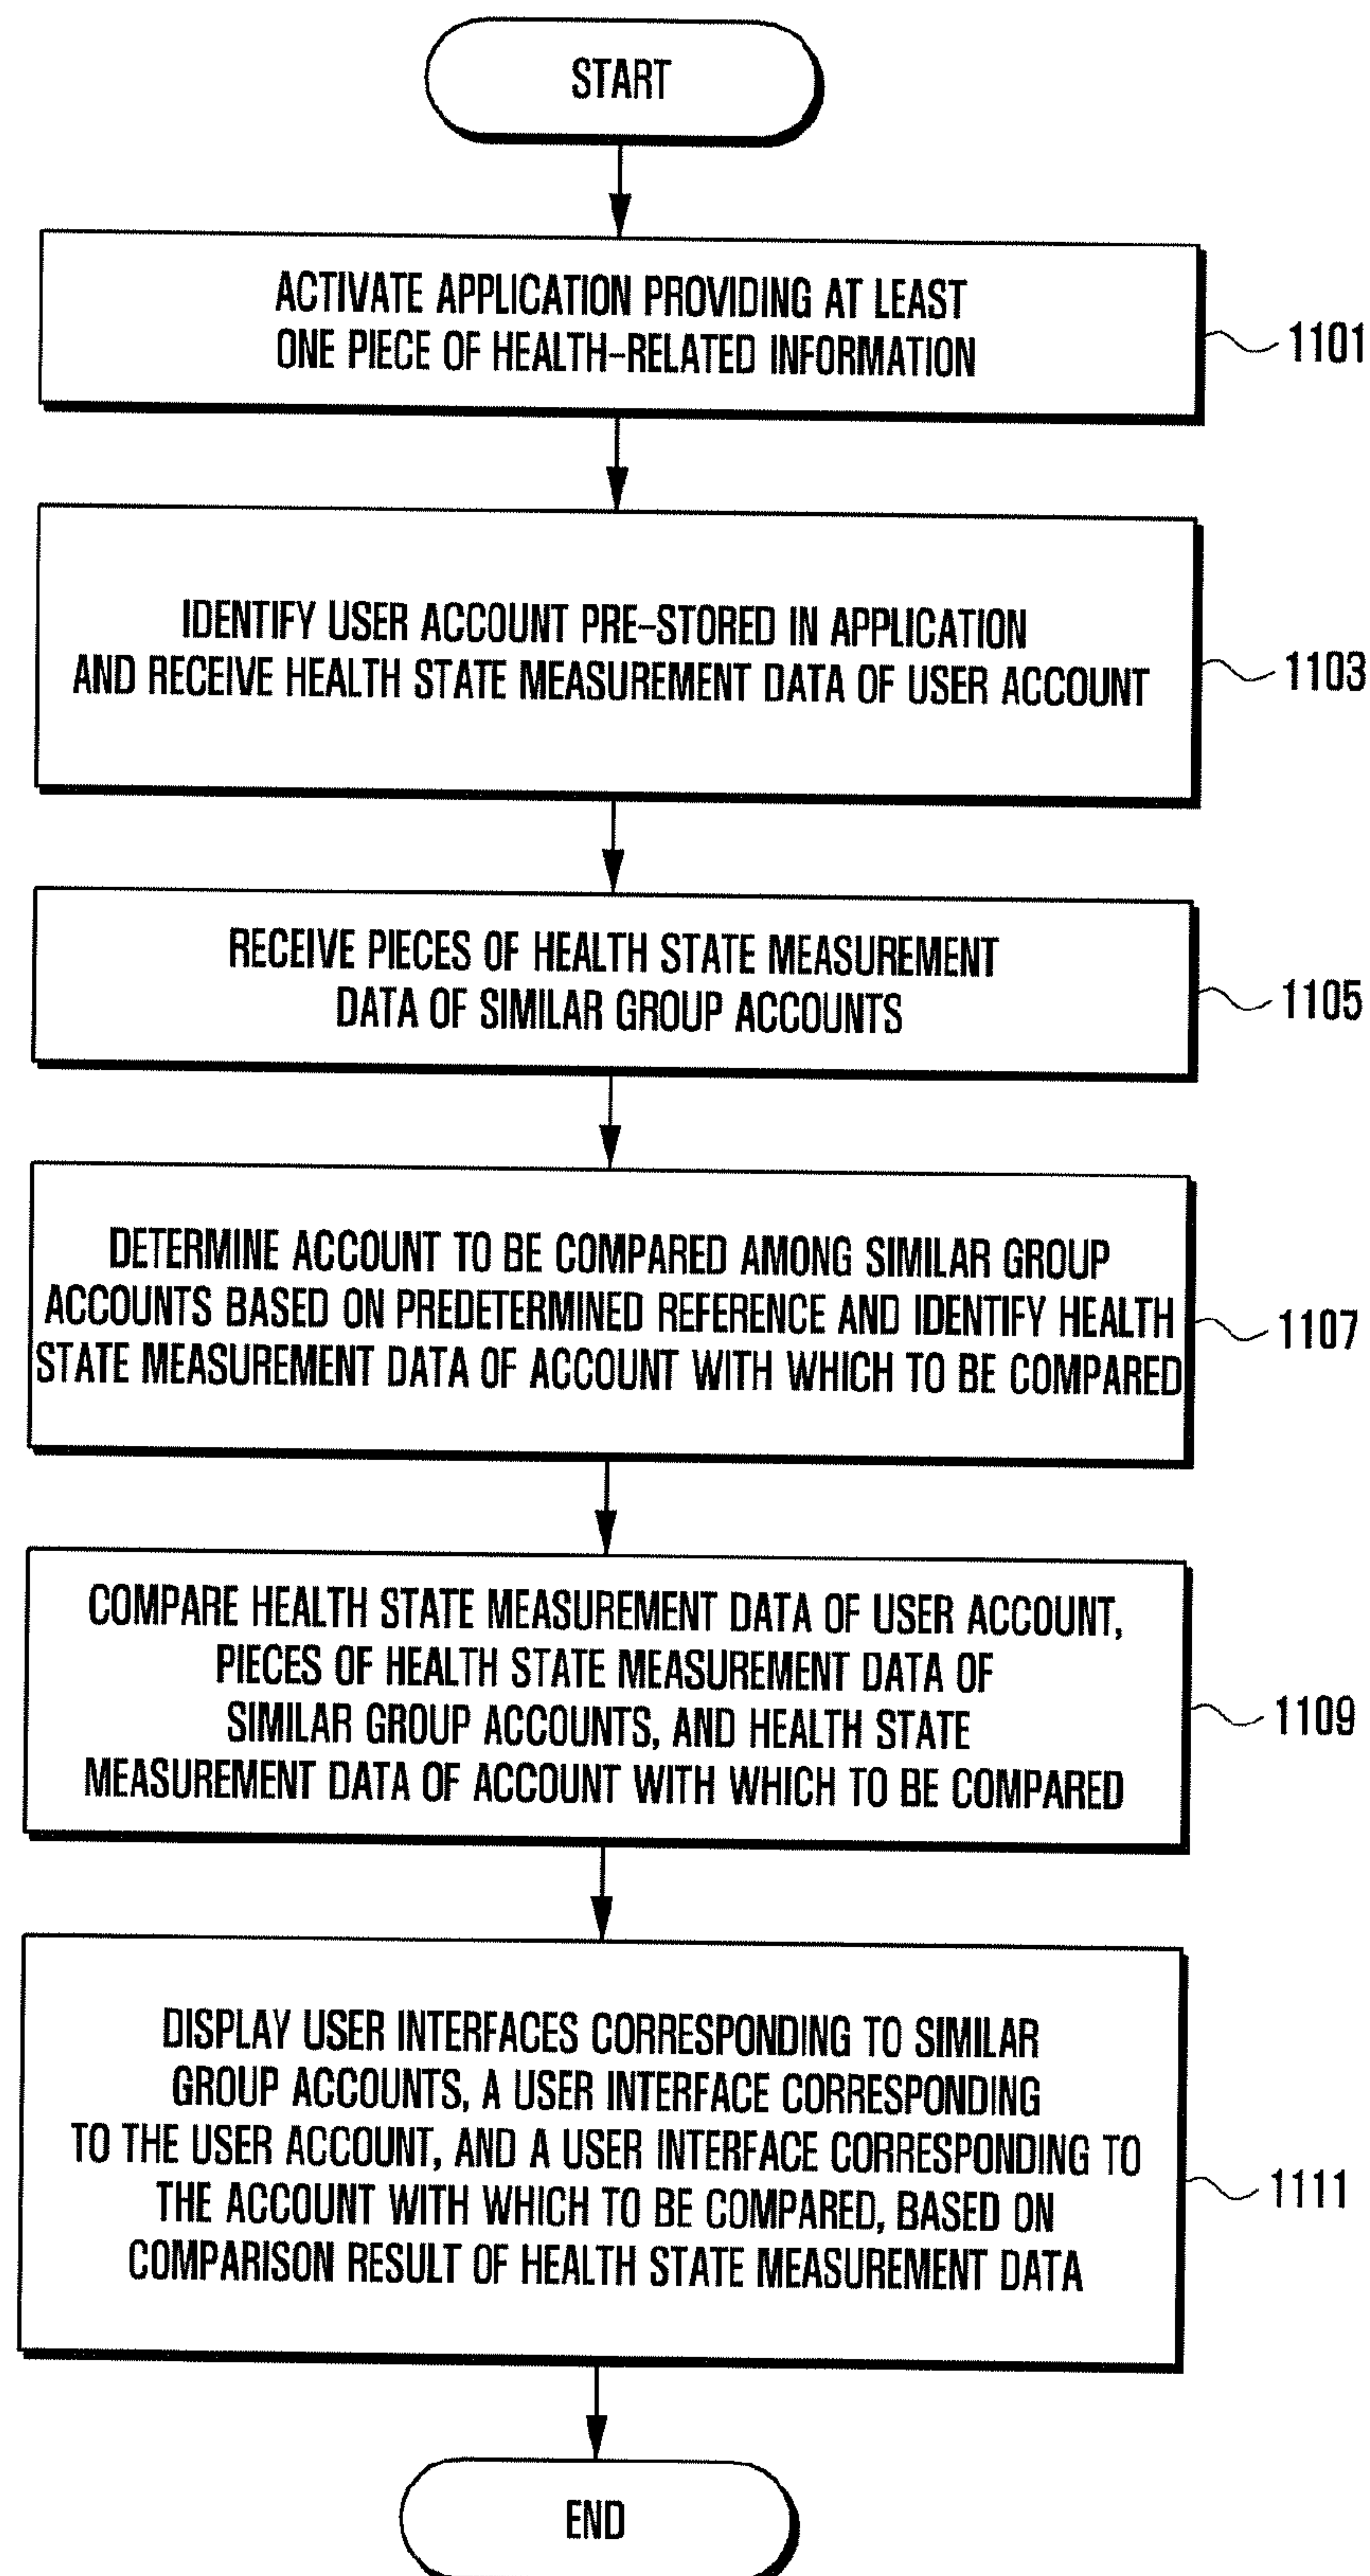 START
ACTIVATE APPLICATION PROVIDING AT LEAST
ONE PIECE OF HEALTH-RELATED INFORMATION
1101
IDENTIFY USER ACCOUNT PRE-STORED IN APPLICATION
AND RECEIVE HEALTH STATE MEASUREMENT DATA OF USER ACCOUNT
1103
RECEIVE PIECES OF HEALTH STATE MEASUREMENT
DATA OF SIMILAR GROUP ACCOUNTS
1105
DETERMINE ACCOUNT TO BE COMPARED AMONG SIMILAR GROUP
ACCOUNTS BASED ON PREDETERMINED REFERENCE AND IDENTIFY HEALTH
STATE MEASUREMENT DATA OF ACCOUNT WITH WHICH TO BE COMPARED
1107
COMPARE HEALTH STATE MEASUREMENT DATA OF USER ACCOUNT,
PIECES OF HEALTH STATE MEASUREMENT DATA OF
SIMILAR GROUP ACCOUNTS, AND HEALTH STATE
MEASUREMENT DATA OF ACCOUNT WITH WHICH TO BE COMPARED
1109
DISPLAY USER INTERFACES CORRESPONDING TO SIMILAR
GROUP ACCOUNTS, A USER INTERFACE CORRESPONDING
TO THE USER ACCOUNT, AND A USER INTERFACE CORRESPONDING TO
THE ACCOUNT WITH WHICH TO BE COMPARED, BASED ON
COMPARISON RESULT OF HEALTH STATE MEASUREMENT DATA
1111
END